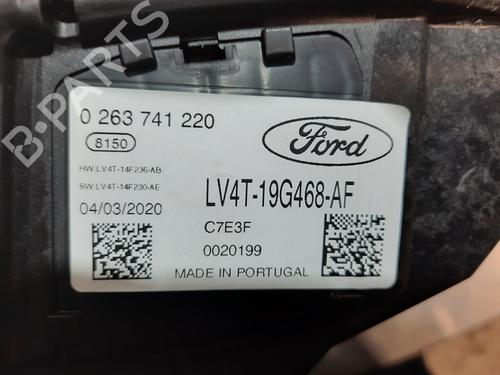 B-PARTS
0 263 741 220
8150
HW:LV4T-14F236-AB
SW:LV4T-14F230-AE
04/03/2020
Ford
LV4T-19G468-AF
C7E3F
0020199
MADE IN PORTUGAL